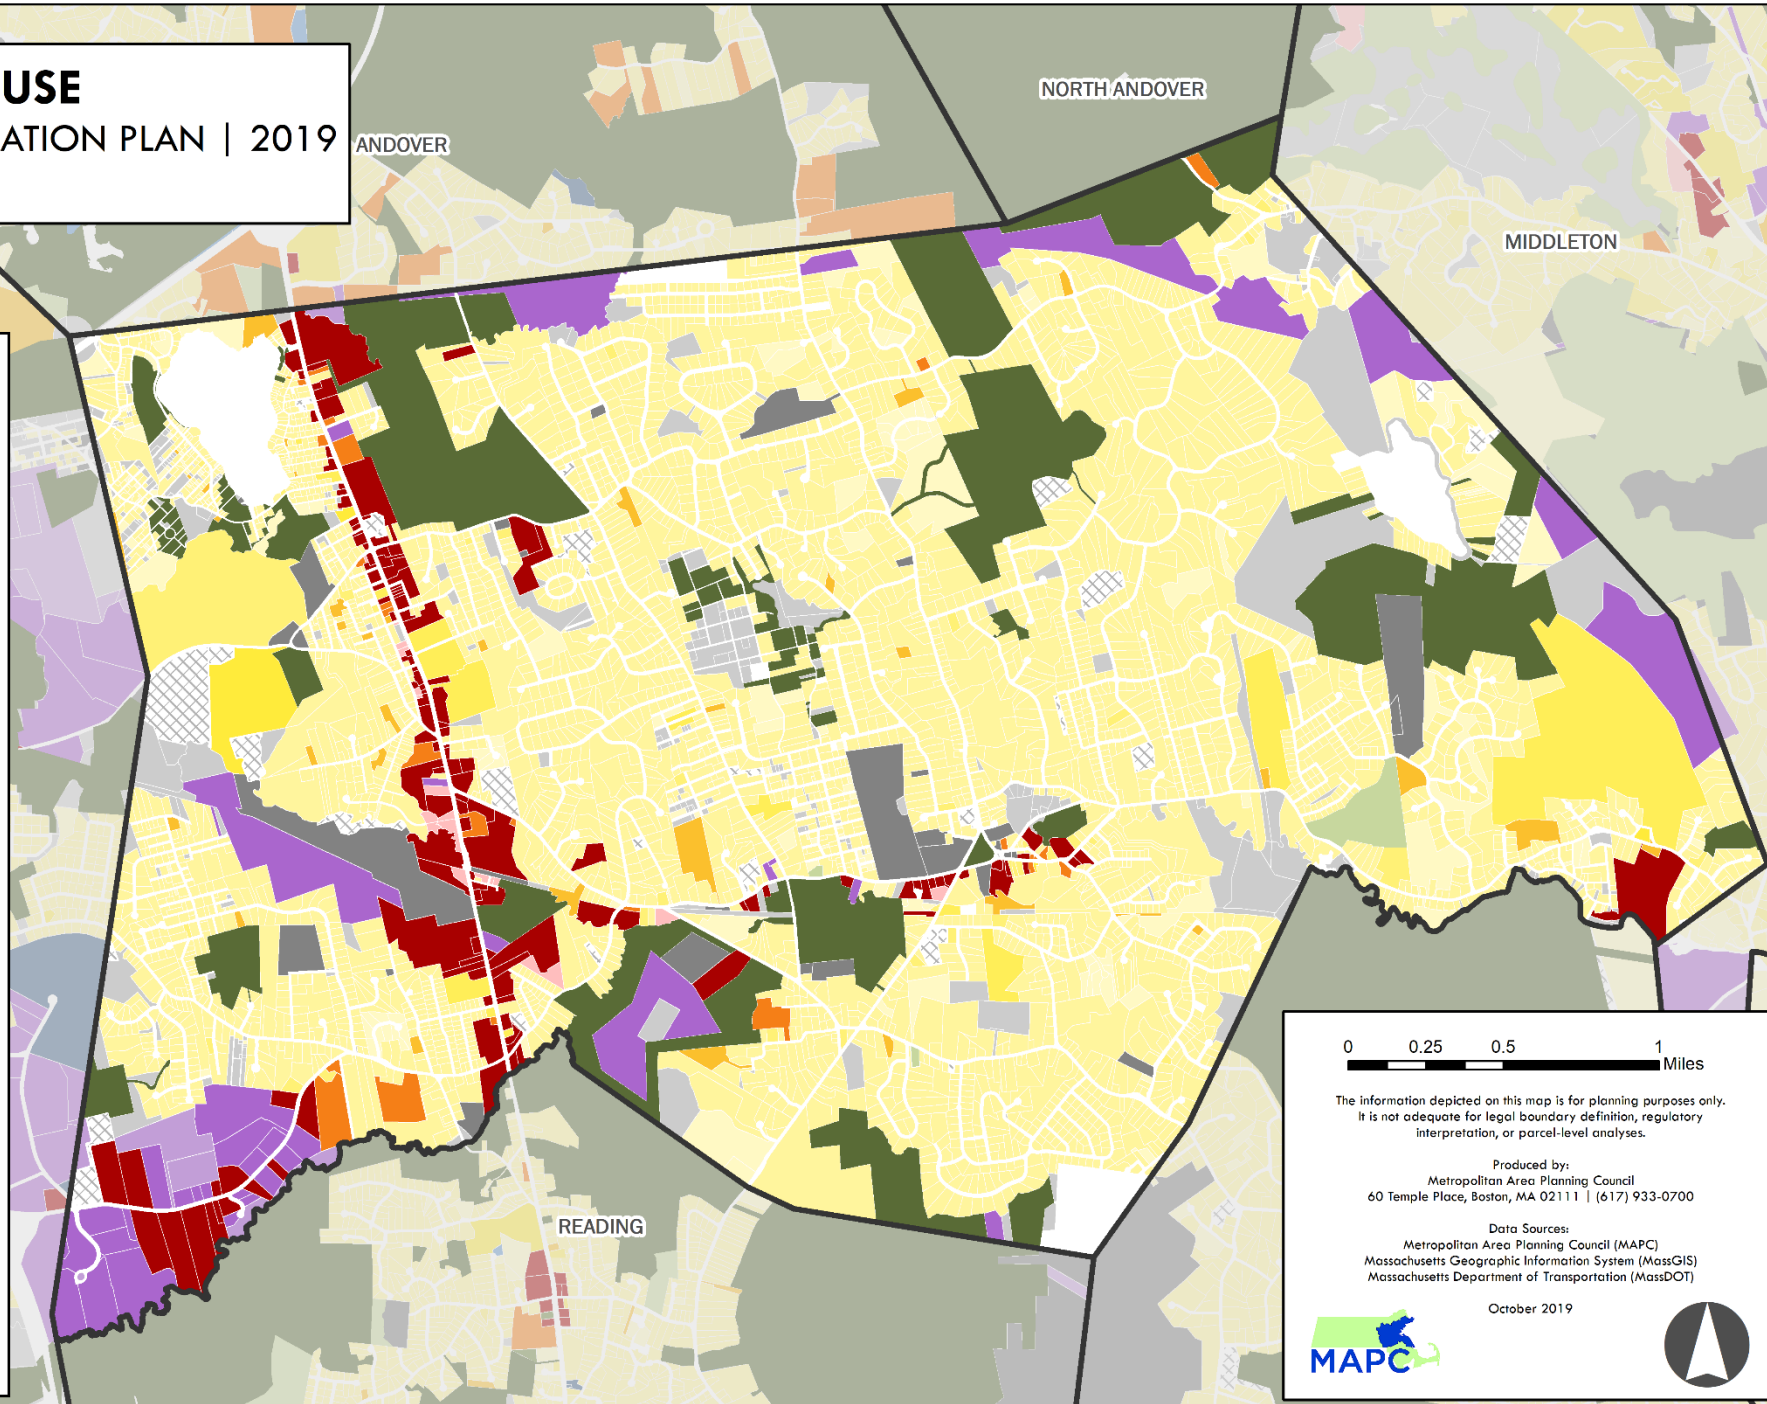 USE
ATION PLAN | 2019
NORTH ANDOVER
ANDOVER
MIDDLETON
READING
0 0.25 0.5 1
Miles
The information depicted on this map is for planning purposes only.
It is not adequate for legal boundary definition, regulatory
interpretation, or parcel-level analyses.
Produced by:
Metropolitan Area Planning Council
60 Temple Place, Boston, MA 02111 | (617) 933-0700
Data Sources:
Metropolitan Area Planning Council (MAPC)
Massachusetts Geographic Information System (MassGIS)
Massachusetts Department of Transportation (MassDOT)
October 2019
MAPC